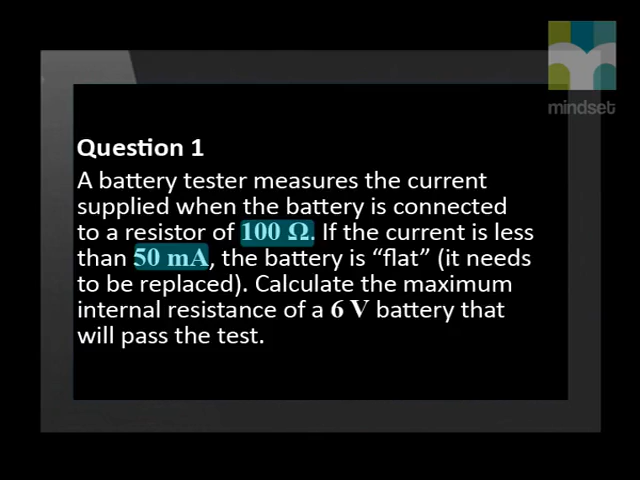 mindset
Question 1
A battery tester measures the current
supplied when the battery is connected
to a resistor of 100 Ω. If the current is less
than 50 mA, the battery is “flat” (it needs
to be replaced). Calculate the maximum
internal resistance of a 6 V battery that
will pass the test.